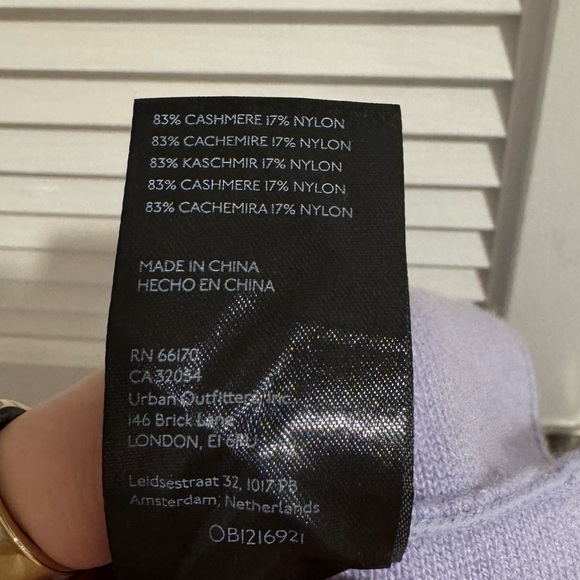 83% CASHMERE 17% NYLON
83% CACHEMIRE 17% NYLON
83% KASCHMIR 17% NYLON
83% CASHMERE 17% NYLON
83% CACHEMIRA 17% NYLON
MADE IN CHINA
HECHO EN CHINA
RN 66170
CA 32054
Urban Outfitters, Inc.
146 Brick Lane
LONDON, E1 6RU
Leidsestraat 32, 1017 PB
Amsterdam, Netherlands
OB1216921